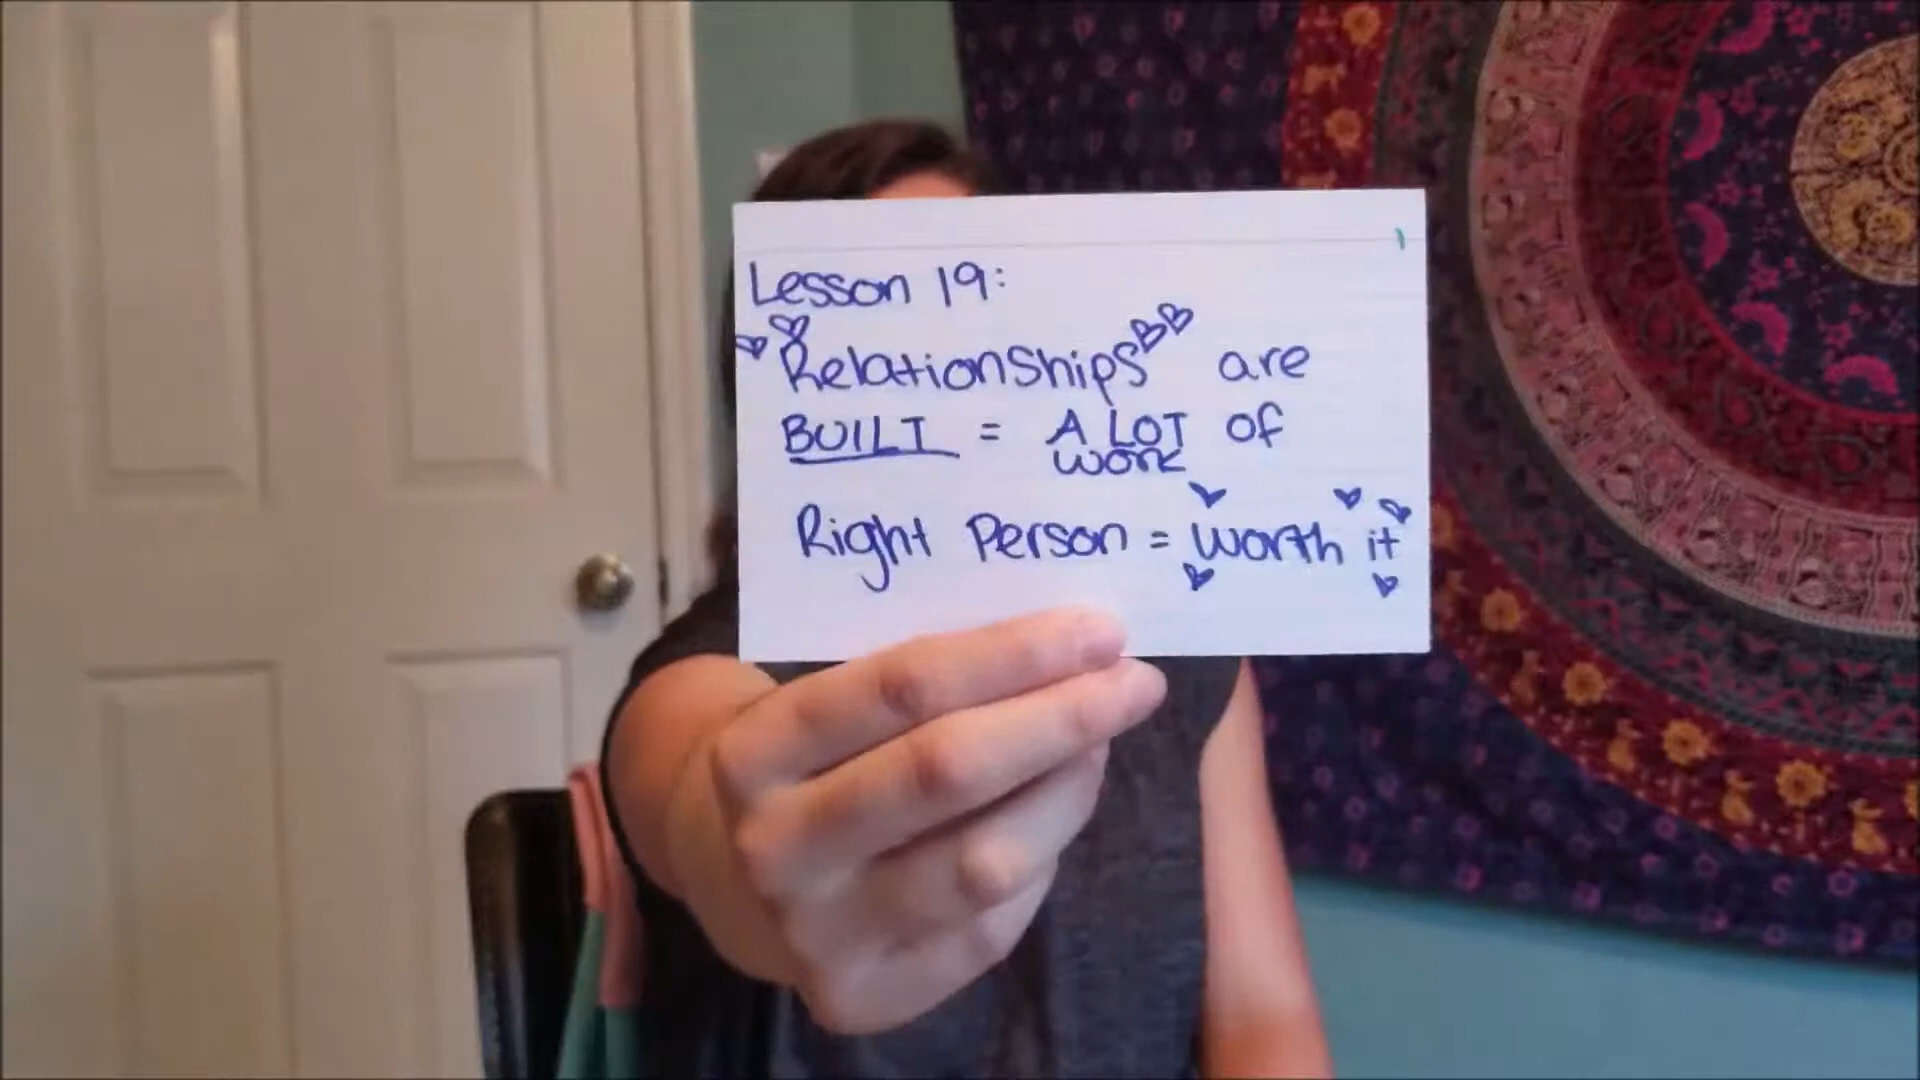 Lesson 19:
Relationships are
BUILT = A LOT of
work
Right Person = worth it